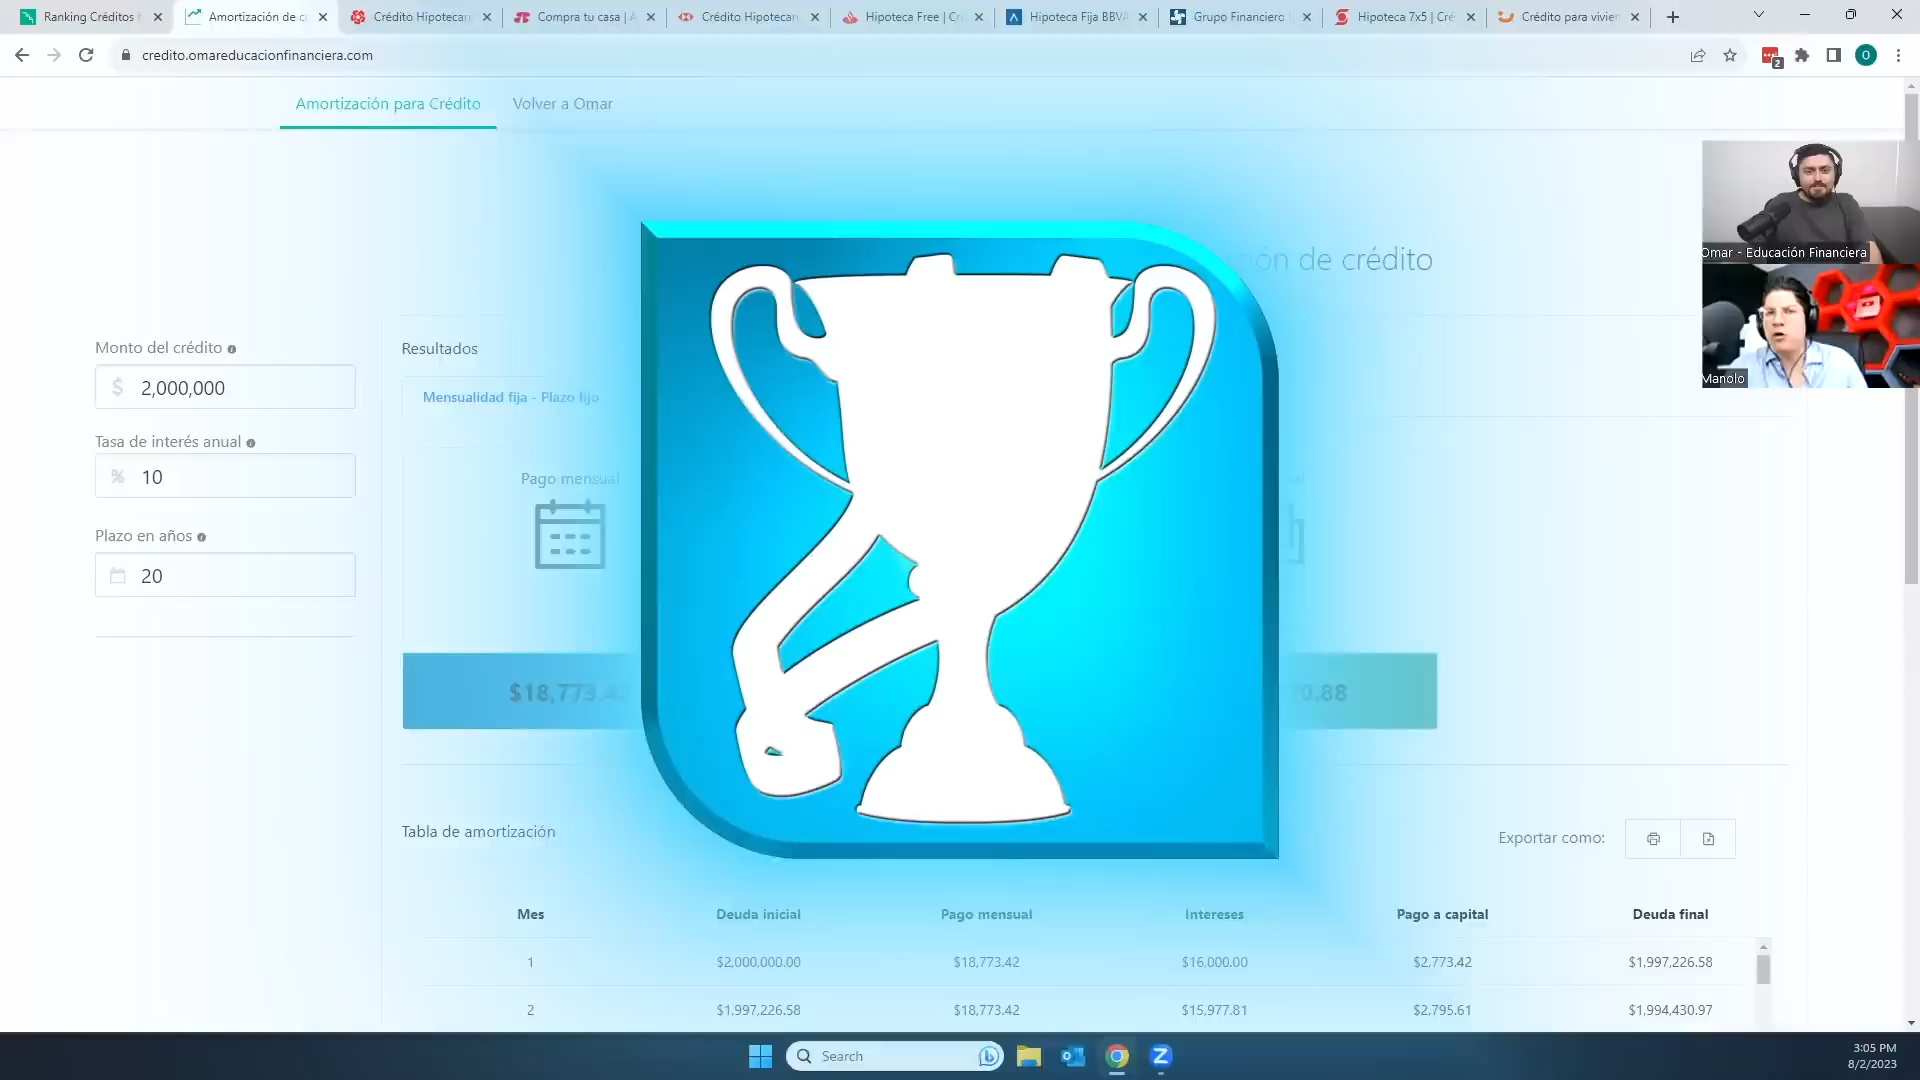 Ranking Créditos
Amortización de c
Crédito Hipoteca
Compra tu casa |
Crédito Hipoteca
Hipoteca Free | C
Hipoteca Fija BBV
Grupo Financiero
Hipoteca 7x5 | Cré
Crédito para vivie
credito.omareducacionfinanciera.com
2
O
Amortización para Crédito
Volver a Omar
ón de crédito
Omar - Educación Financiera
Manolo
Monto del crédito
$ 2,000,000
Tasa de interés anual
% 10
Plazo en años
20
Resultados
Mensualidad fija - Plazo fijo
Pago mensual
$18,773.42
0.88
Tabla de amortización
Exportar como:
Mes Deuda inicial Pago mensual Intereses Pago a capital Deuda final
1 $2,000,000.00 $18,773.42 $16,000.00 $2,773.42 $1,997,226.58
2 $1,997,226.58 $18,773.42 $15,977.81 $2,795.61 $1,994,430.97
Search
3:05 PM
8/2/2023